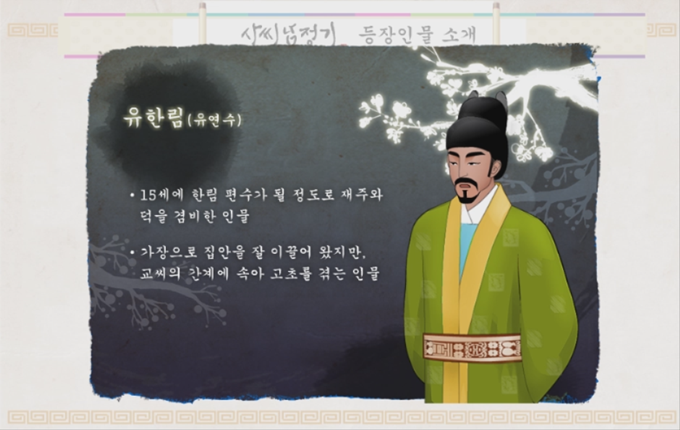 사씨남정기 등장인물 소개
유한림(유연수)
• 15세에 한림 편수가 될 정도로 재주와
덕을 겸비한 인물
• 가장으로 집안을 잘 이끌어 왔지만,
교씨의 간계에 속아 고초를 겪는 인물